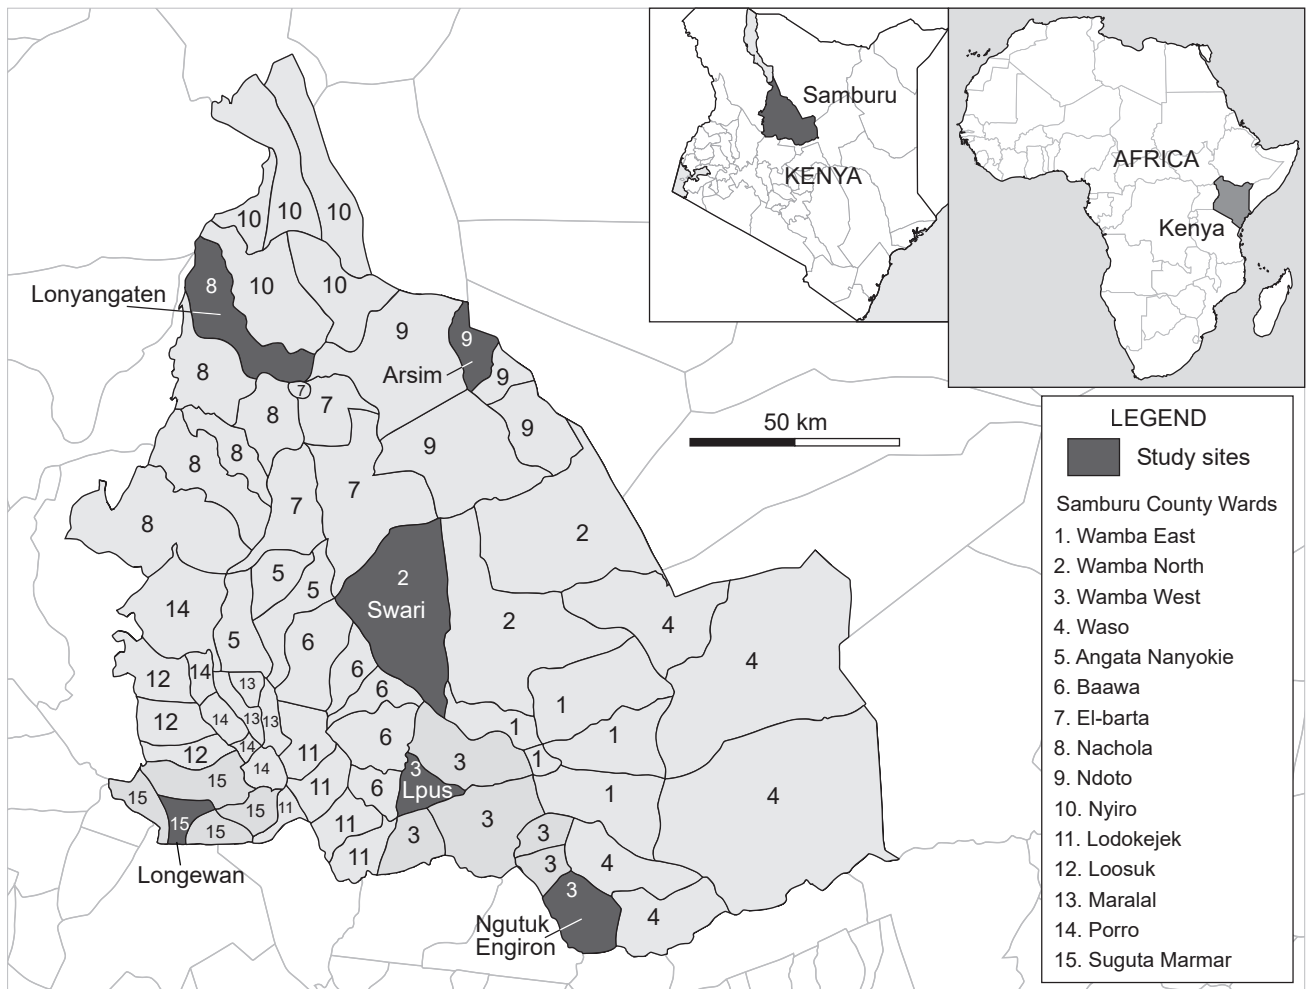 Samburu
KENYA
AFRICA
Kenya
10
10
10
8
10
10
Lonyangaten
9
9
Arsim
8
9
7
7
8
9
9
8
8
50 km
7
7
8
2
5
5
2
Swari
14
2
4
5
6
4
12
14
6
13
6
1
12
14
13
13
1
1
6
12
14
11
3
1
15
14
3
Lpus
11
6
1
4
15
15
11
15
15
11
3
3
3
Longewan
11
3
4
3
4
Ngutuk
Engiron
LEGEND
Study sites
Samburu County Wards
1. Wamba East
2. Wamba North
3. Wamba West
4. Waso
5. Angata Nanyokie
6. Baawa
7. El-barta
8. Nachola
9. Ndoto
10. Nyiro
11. Lodokejek
12. Loosuk
13. Maralal
14. Porro
15. Suguta Marmar